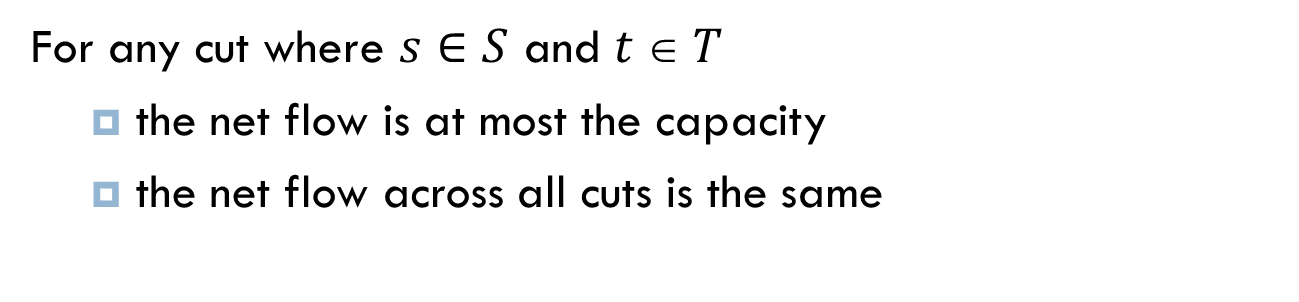 For any cut where s ∈ S and t ∈ T
the net flow is at most the capacity
the net flow across all cuts is the same